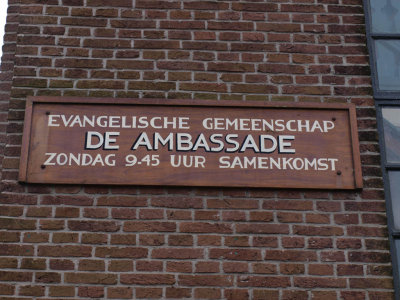 EVANGELISCHE GEMEENSCHAP
DE AMBASSADE
ZONDAG 9.45 UUR SAMENKOMST